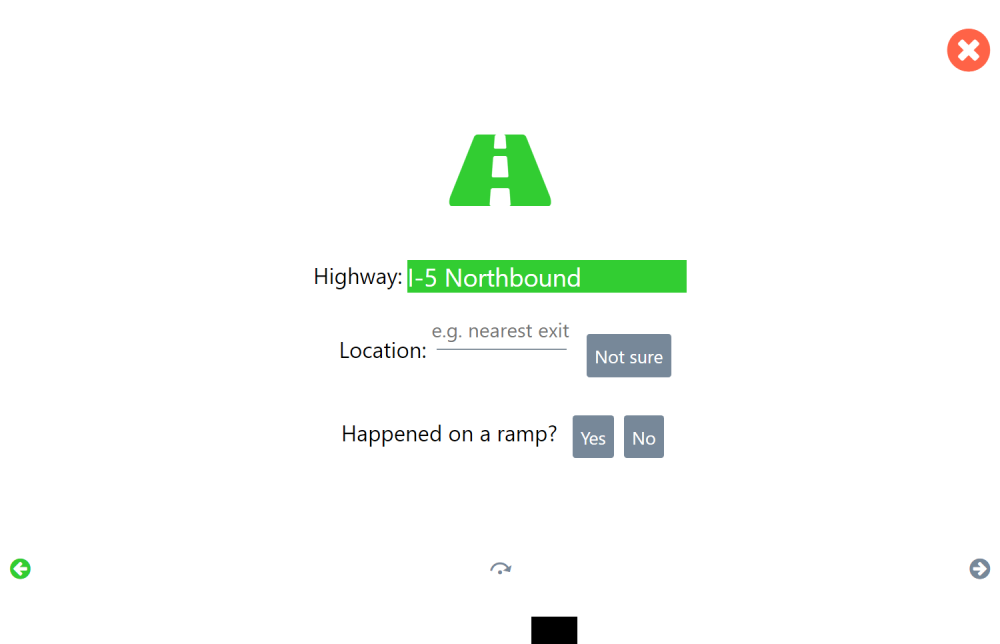 Highway: I-5 Northbound
Location: e.g. nearest exit Not sure
Happened on a ramp? Yes No